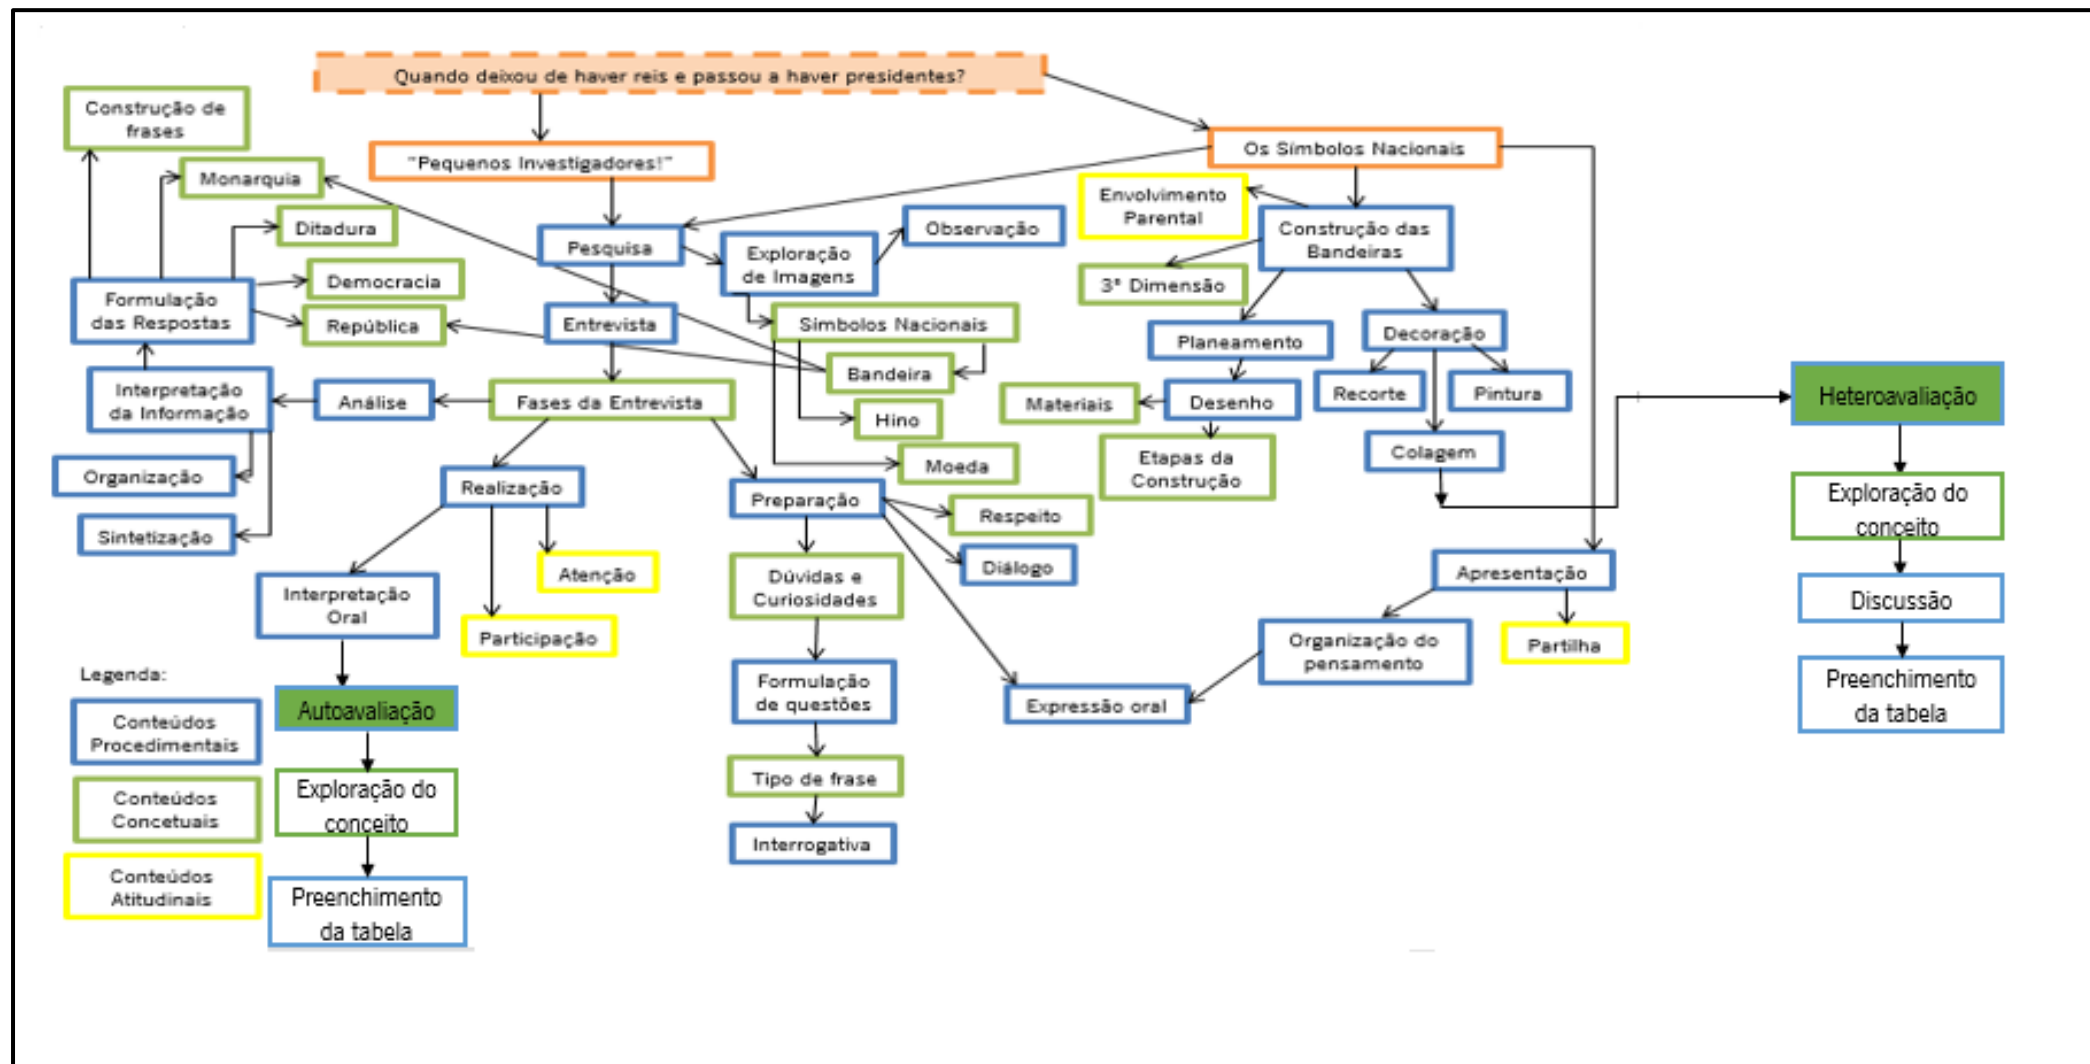 Quando deixou de haver reis e passou a haver presidentes?
Construção de
frases
"Pequenos Investigadores!"
Os Símbolos Nacionais
Monarquia
Envolvimento
Parental
Ditadura
Pesquisa
Exploração
de Imagens
Observação
Construção das
Bandeiras
Democracia
3ª Dimensão
Formulação
das Respostas
República
Entrevista
Símbolos Nacionais
Planeamento
Decoração
Bandeira
Interpretação
da Informação
Análise
Fases da Entrevista
Materiais
Desenho
Recorte
Pintura
Heteroavaliação
Hino
Colagem
Moeda
Etapas da
Construção
Organização
Realização
Preparação
Respeito
Exploração do
conceito
Sintetização
Atenção
Dúvidas e
Curiosidades
Diálogo
Apresentação
Interpretação
Oral
Participação
Organização do
pensamento
Partilha
Discussão
Legenda:
Formulação
de questões
Expressão oral
Preenchimento
da tabela
Conteúdos
Procedimentais
Autoavaliação
Tipo de frase
Conteúdos
Concetuais
Exploração do
conceito
Interrogativa
Conteúdos
Atitudinais
Preenchimento
da tabela